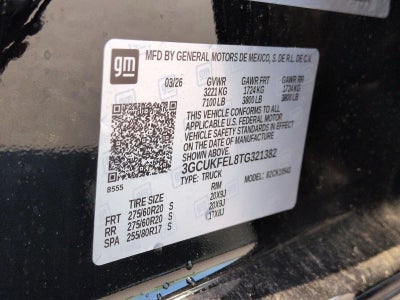 gm
MFD BY GENERAL MOTORS DE MEXICO, S. DE R.L. DE C.V.
03/26 GVWR GAWR FRT GAWR RR
3221 KG 1724 KG 1724 KG
7100 LB 3800 LB 3800 LB
THIS VEHICLE CONFORMS TO ALL
APPLICABLE U.S. FEDERAL MOTOR
VEHICLE SAFETY STANDARDS IN EFFECT
ON THE DATE OF MANUFACTURE
SHOWN ABOVE.
3GCUKFEL8TG321382
8555 TYPE: TRUCK MODEL:
TIRE SIZE RIM
FRT 275/60R20 S 20X9J
RR 275/60R20 S 20X9J
SPA 255/80R17 S 17X8J